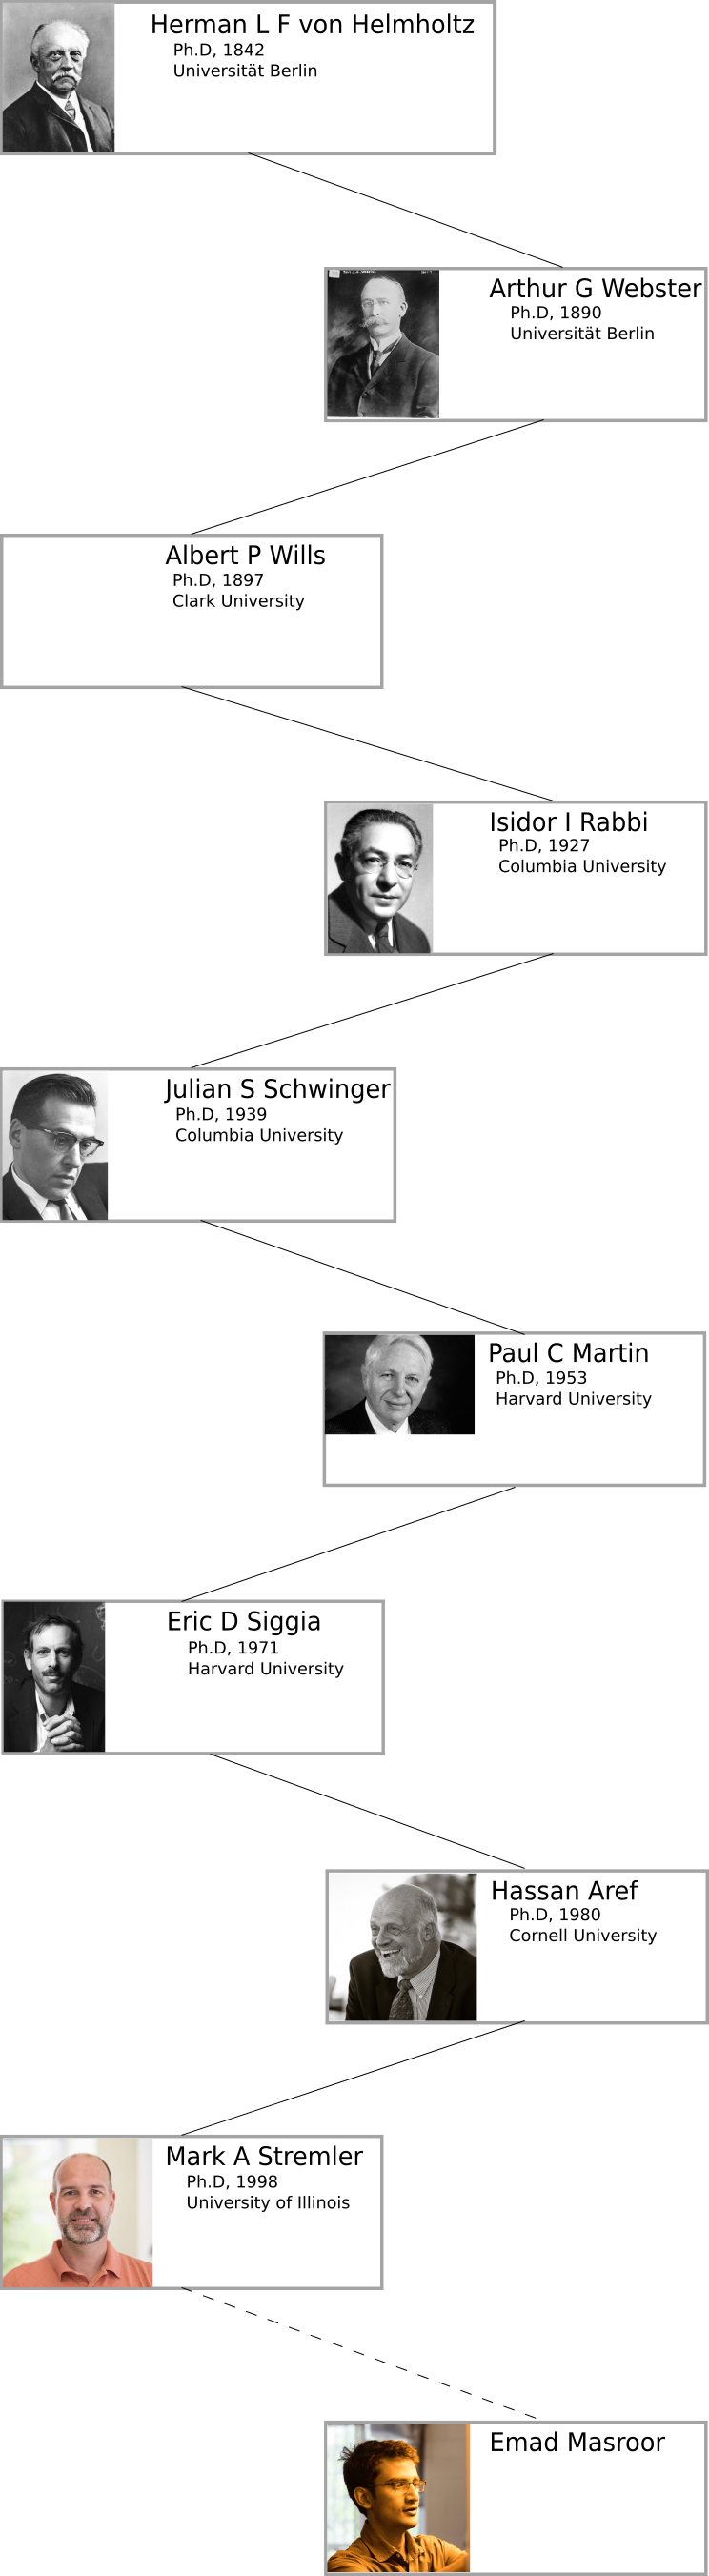 Herman L F von Helmholtz
Ph.D, 1842
Universität Berlin
Arthur G Webster
Ph.D, 1890
Universität Berlin
Albert P Wills
Ph.D, 1897
Clark University
Isidor I Rabbi
Ph.D, 1927
Columbia University
Julian S Schwinger
Ph.D, 1939
Columbia University
Paul C Martin
Ph.D, 1953
Harvard University
Eric D Siggia
Ph.D, 1971
Harvard University
Hassan Aref
Ph.D, 1980
Cornell University
Mark A Stremler
Ph.D, 1998
University of Illinois
Emad Masroor